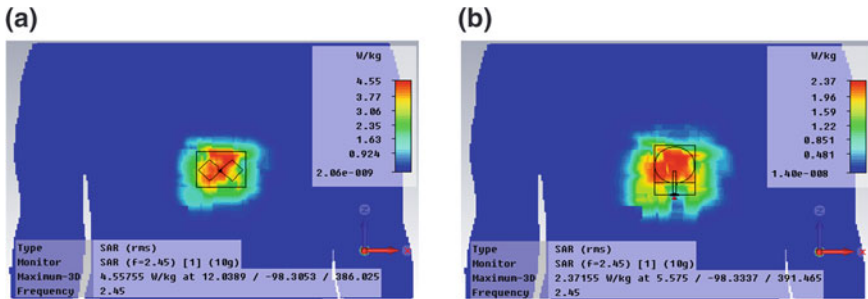 (a)
W/kg
4.55
3.77
3.06
2.35
1.63
0.924
2.06e-009
Type SAR (rms)
Monitor SAR (f=2.45) [1] (10g)
Maximum-3D 4.55755 W/kg at 12.0389 / -98.3053 / 386.025
Frequency 2.45
(b)
W/kg
2.37
1.96
1.59
1.22
0.851
0.481
1.40e-008
Type SAR (rms)
Monitor SAR (f=2.45) [1] (10g)
Maximum-3D 2.37155 W/kg at 5.575 / -98.3337 / 391.465
Frequency 2.45